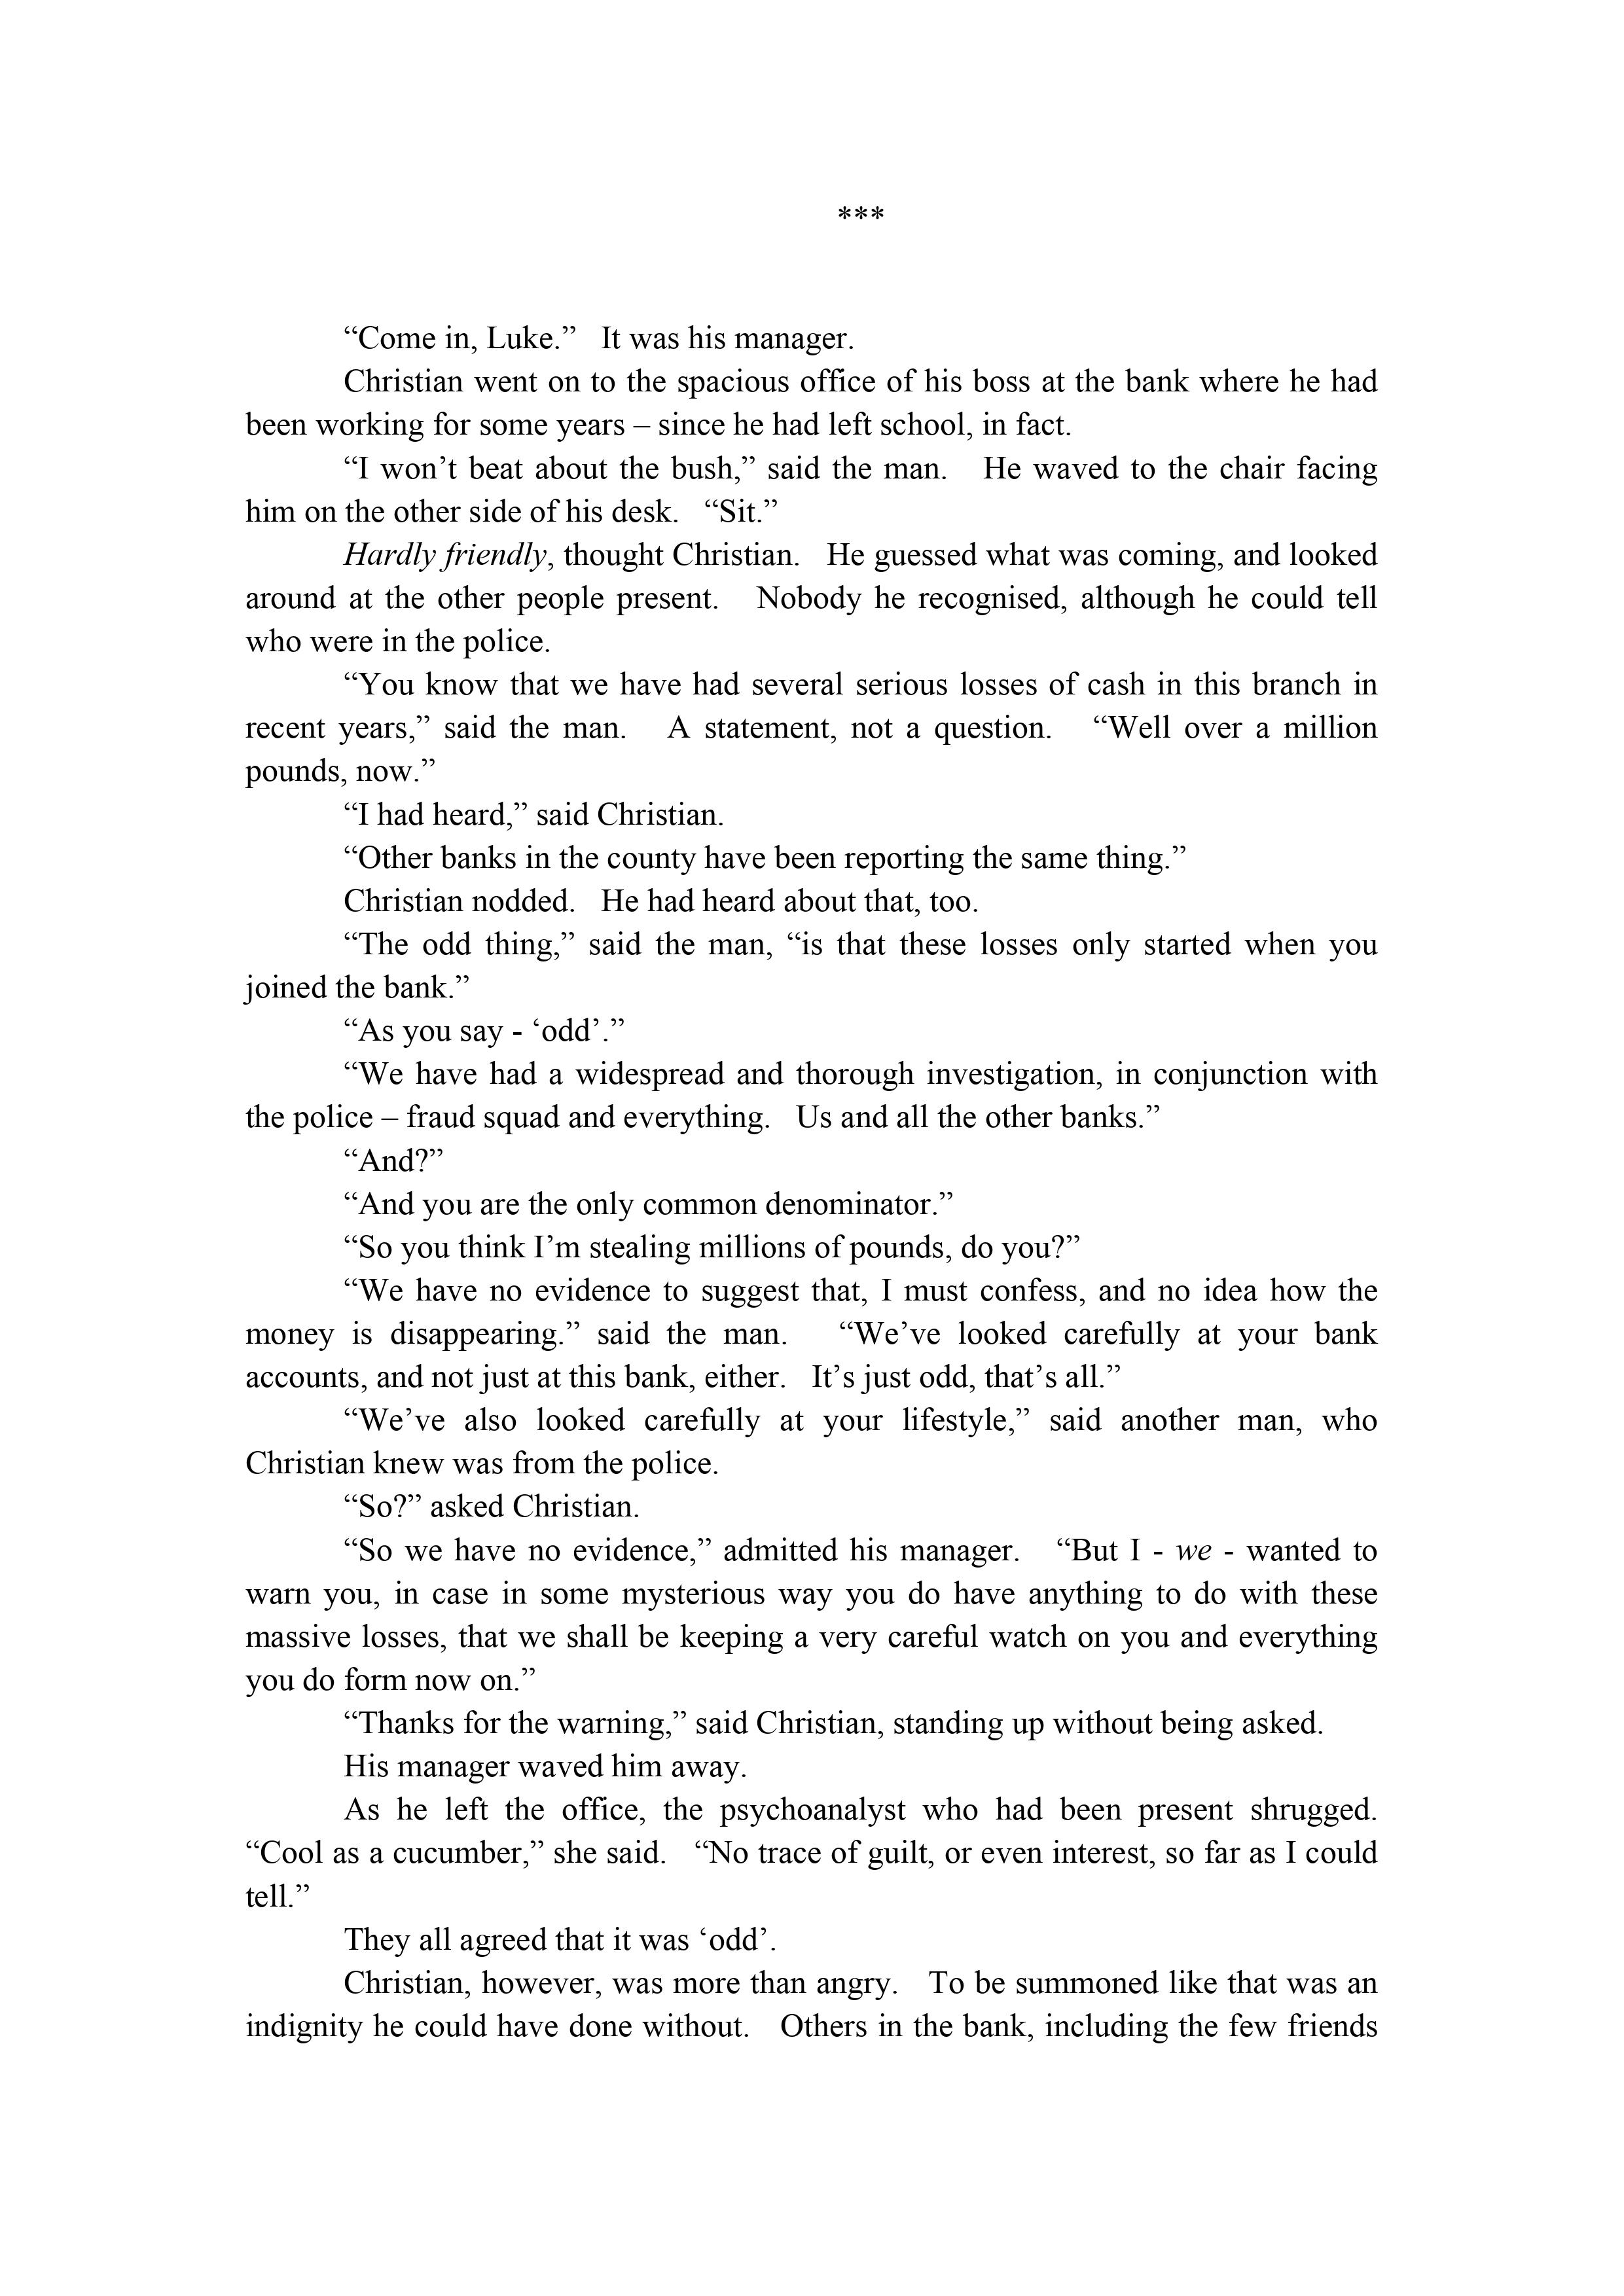 ***
“Come in, Luke.”   It was his manager.
Christian went on to the spacious office of his boss at the bank where he had
been working for some years – since he had left school, in fact.
“I won’t beat about the bush,” said the man.   He waved to the chair facing
him on the other side of his desk.   “Sit.”
Hardly friendly, thought Christian.   He guessed what was coming, and looked
around at the other people present.   Nobody he recognised, although he could tell
who were in the police.
“You know that we have had several serious losses of cash in this branch in
recent years,” said the man.   A statement, not a question.   “Well over a million
pounds, now.”
“I had heard,” said Christian.
“Other banks in the county have been reporting the same thing.”
Christian nodded.   He had heard about that, too.
“The odd thing,” said the man, “is that these losses only started when you
joined the bank.”
“As you say - ‘odd’.”
“We have had a widespread and thorough investigation, in conjunction with
the police – fraud squad and everything.   Us and all the other banks.”
“And?”
“And you are the only common denominator.”
“So you think I’m stealing millions of pounds, do you?”
“We have no evidence to suggest that, I must confess, and no idea how the
money is disappearing.” said the man.   “We’ve looked carefully at your bank
accounts, and not just at this bank, either.   It’s just odd, that’s all.”
“We’ve also looked carefully at your lifestyle,” said another man, who
Christian knew was from the police.
“So?” asked Christian.
“So we have no evidence,” admitted his manager.   “But I - we - wanted to
warn you, in case in some mysterious way you do have anything to do with these
massive losses, that we shall be keeping a very careful watch on you and everything
you do form now on.”
“Thanks for the warning,” said Christian, standing up without being asked.
His manager waved him away.
As he left the office, the psychoanalyst who had been present shrugged.
“Cool as a cucumber,” she said.   “No trace of guilt, or even interest, so far as I could
tell.”
They all agreed that it was ‘odd’.
Christian, however, was more than angry.   To be summoned like that was an
indignity he could have done without.   Others in the bank, including the few friends